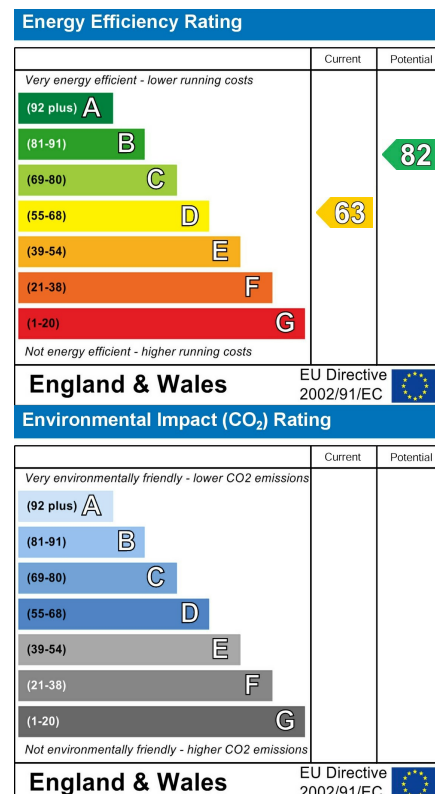 Energy Efficiency Rating
Current Potential
Very energy efficient - lower running costs
(92 plus) A
(81-91) B
82
(69-80) C
(55-68) D
63
(39-54) E
(21-38) F
(1-20) G
Not energy efficient - higher running costs
England & Wales
EU Directive
2002/91/EC
Environmental Impact (CO₂) Rating
Current Potential
Very environmentally friendly - lower CO2 emissions
(92 plus) A
(81-91) B
(69-80) C
(55-68) D
(39-54) E
(21-38) F
(1-20) G
Not environmentally friendly - higher CO2 emissions
England & Wales
EU Directive
2002/91/EC